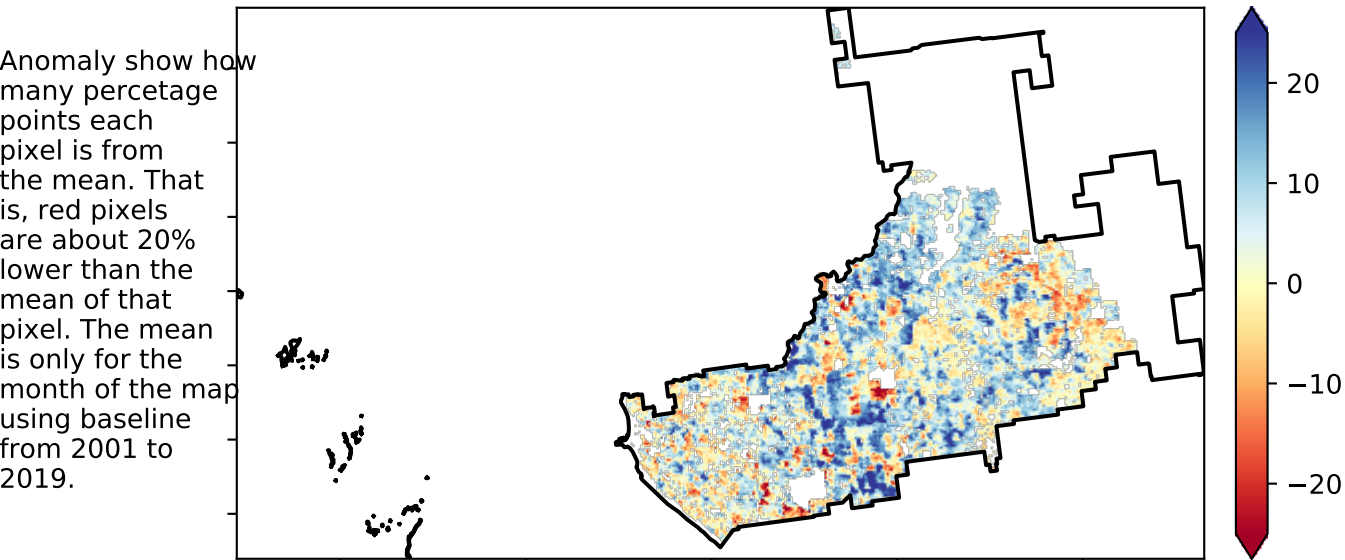 Anomaly show how
many percetage
points each
pixel is from
the mean. That
is, red pixels
are about 20%
lower than the
mean of that
pixel. The mean
is only for the
month of the map
using baseline
from 2001 to
2019.
20
10
0
−10
−20